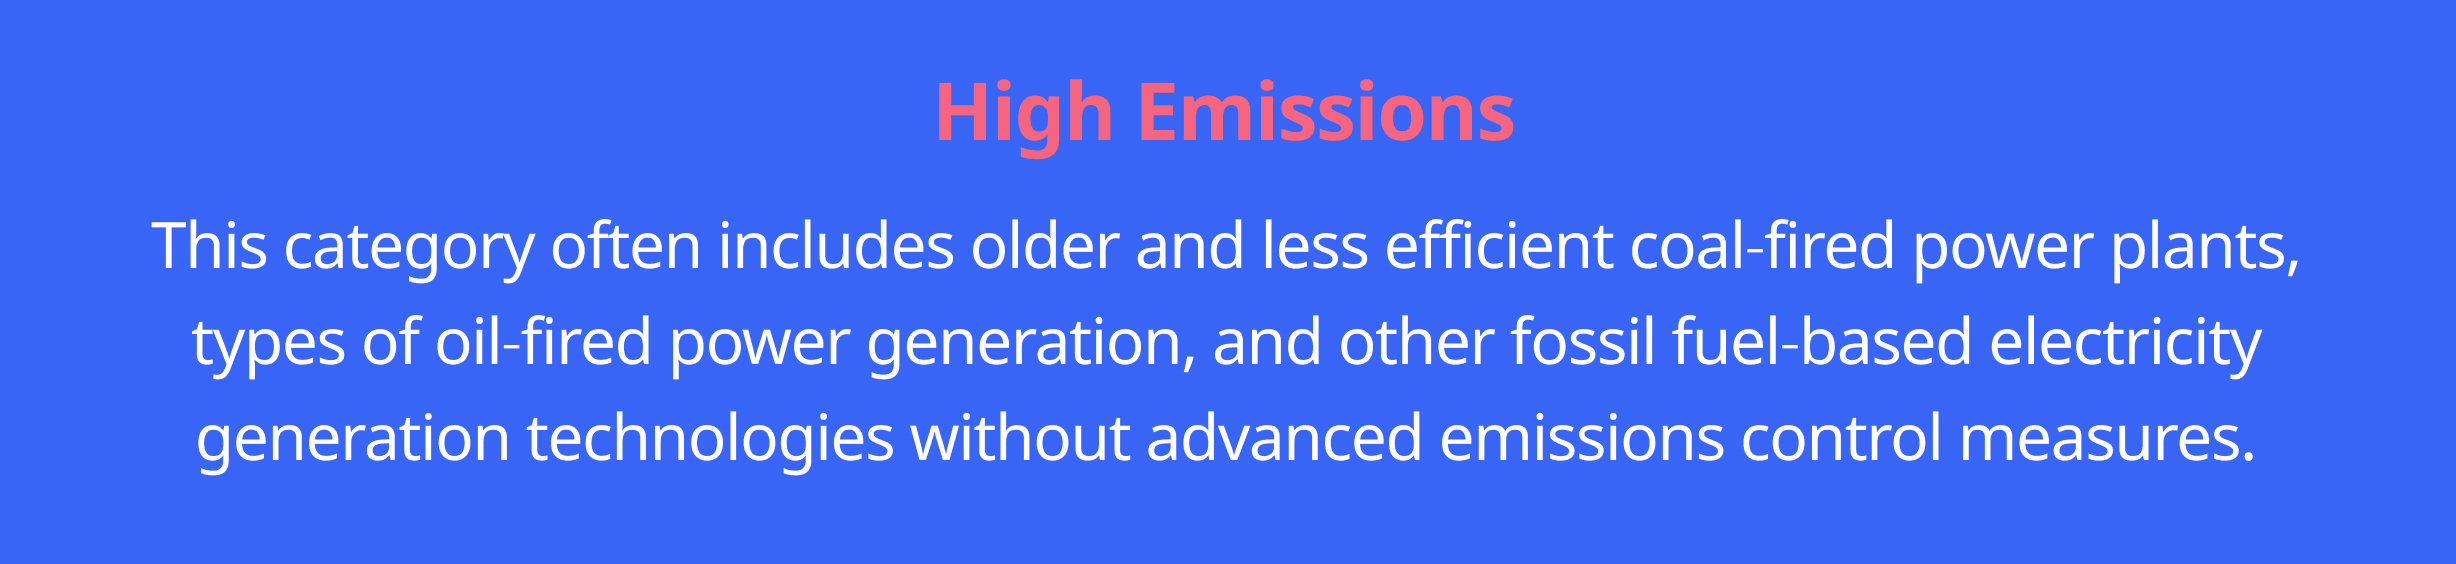 High Emissions
This category often includes older and less efficient coal-fired power plants,
types of oil-fired power generation, and other fossil fuel-based electricity
generation technologies without advanced emissions control measures.